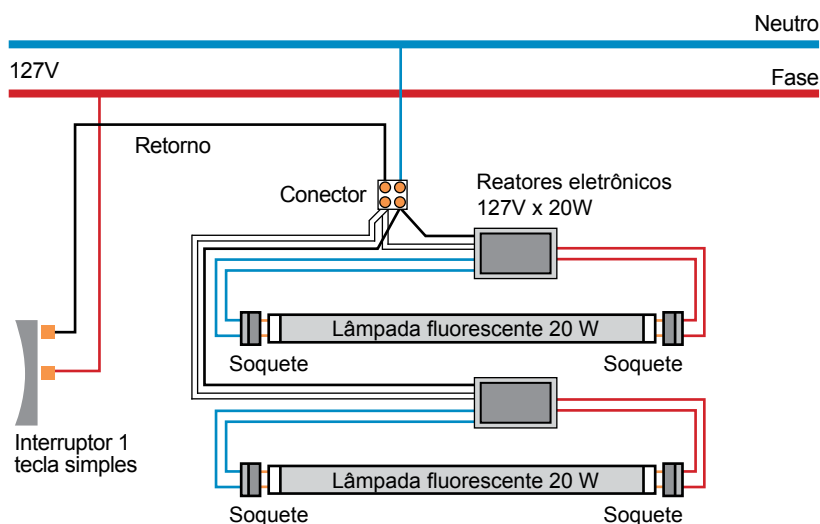 Neutro
127V
Fase
Retorno
Conector
Reatores eletrônicos
127V x 20W
Lâmpada fluorescente 20 W
Soquete
Soquete
Interruptor 1
tecla simples
Lâmpada fluorescente 20 W
Soquete
Soquete